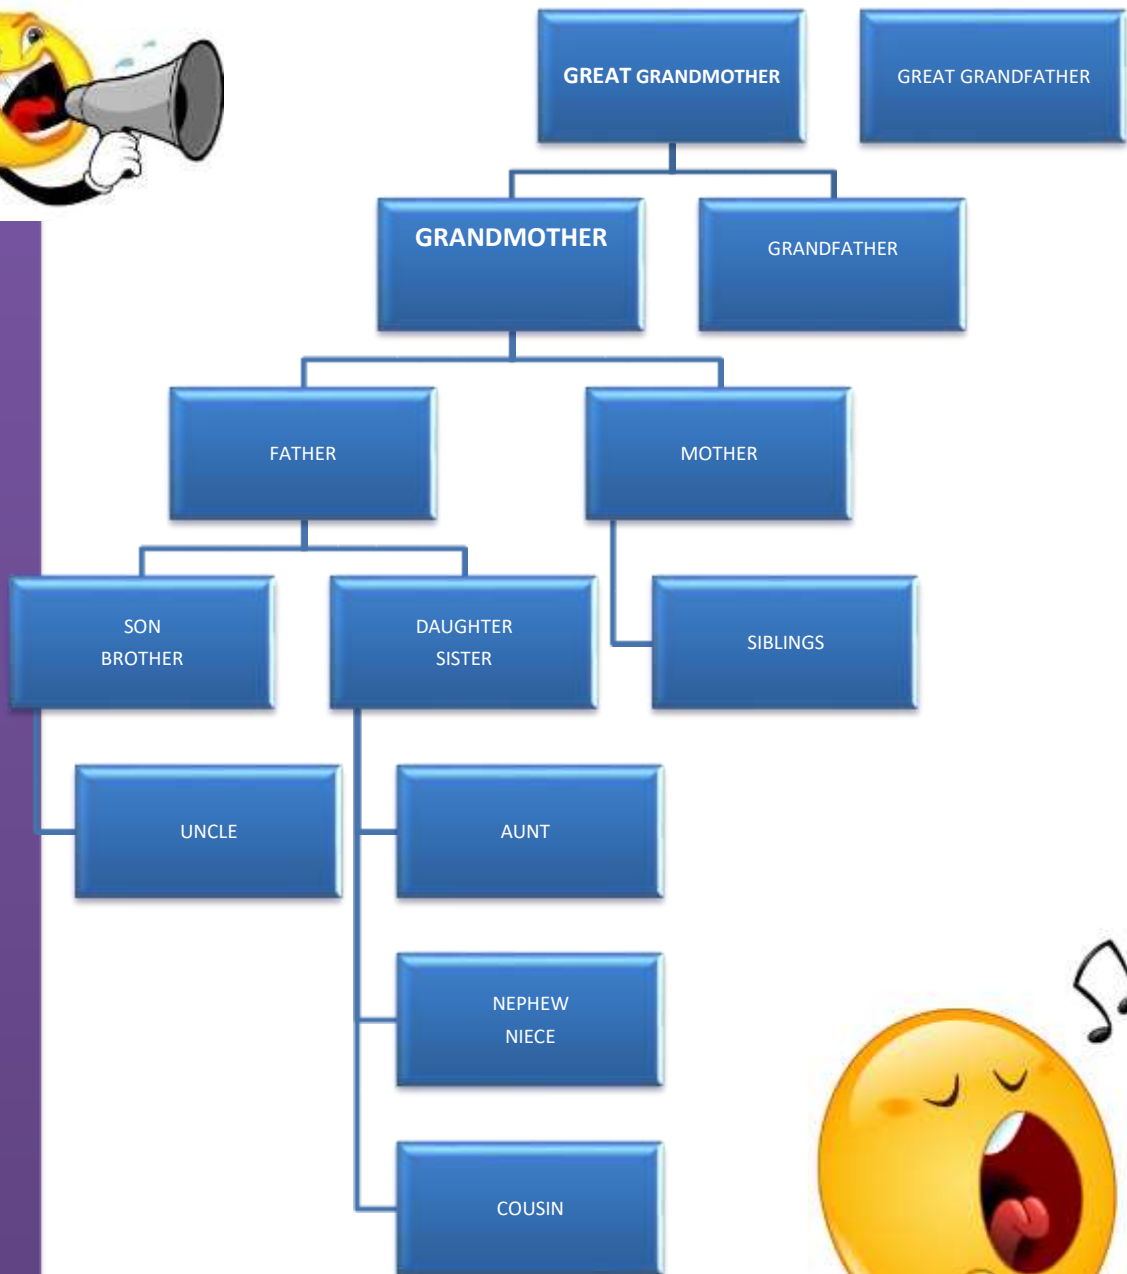 GREAT GRANDMOTHER
GREAT GRANDFATHER
GRANDMOTHER
GRANDFATHER
FATHER
MOTHER
SON
BROTHER
DAUGHTER
SISTER
SIBLINGS
UNCLE
AUNT
NEPHEW
NIECE
COUSIN